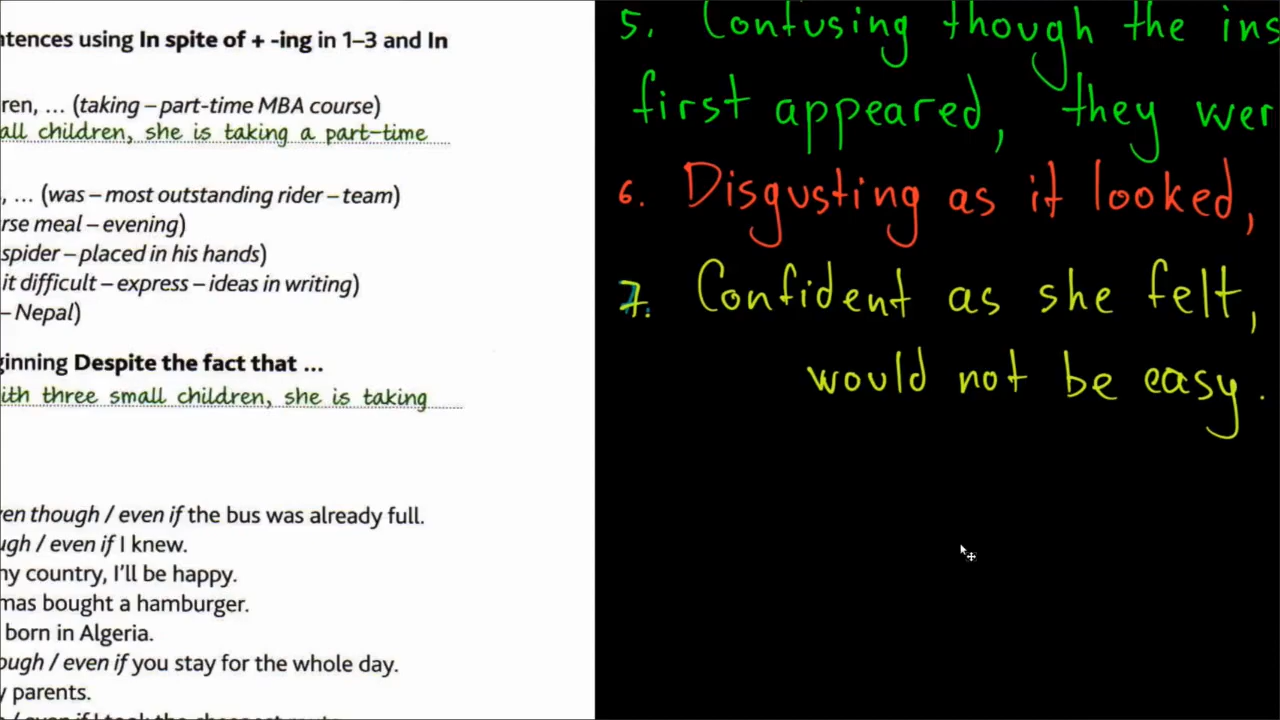 ntences using In spite of + -ing in 1–3 and In
ren, … (taking – part-time MBA course)
all children, she is taking a part-time
, … (was – most outstanding rider – team)
rse meal – evening)
spider – placed in his hands)
it difficult – express – ideas in writing)
– Nepal)
ginning Despite the fact that …
ith three small children, she is taking
en though / even if the bus was already full.
ugh / even if I knew.
ny country, I'll be happy.
mas bought a hamburger.
born in Algeria.
ough / even if you stay for the whole day.
y parents.
5. Confusing though the ins
first appeared, they wer
6. Disgusting as it looked,
7. Confident as she felt,
would not be easy.